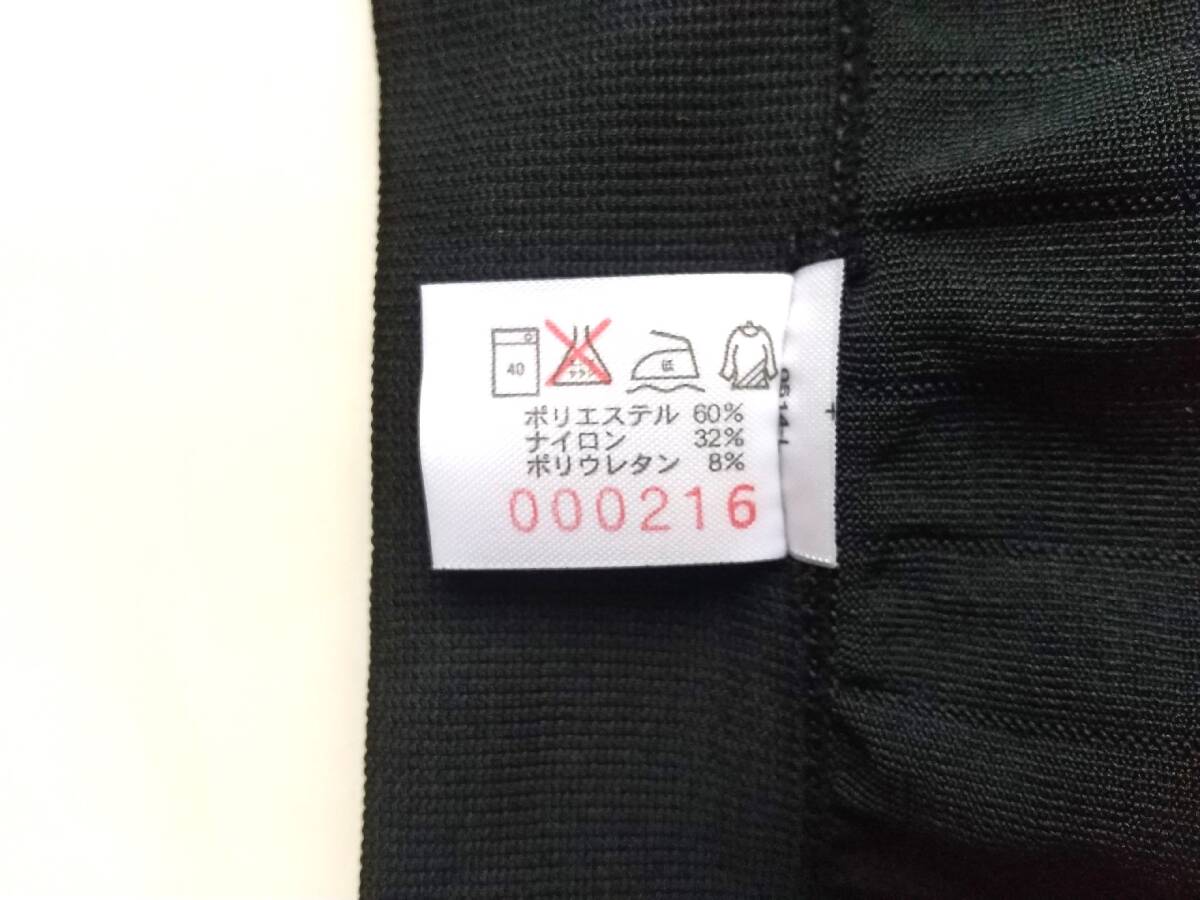 40
低
ポリエステル 60%
ナイロン 32%
ポリウレタン 8%
000216